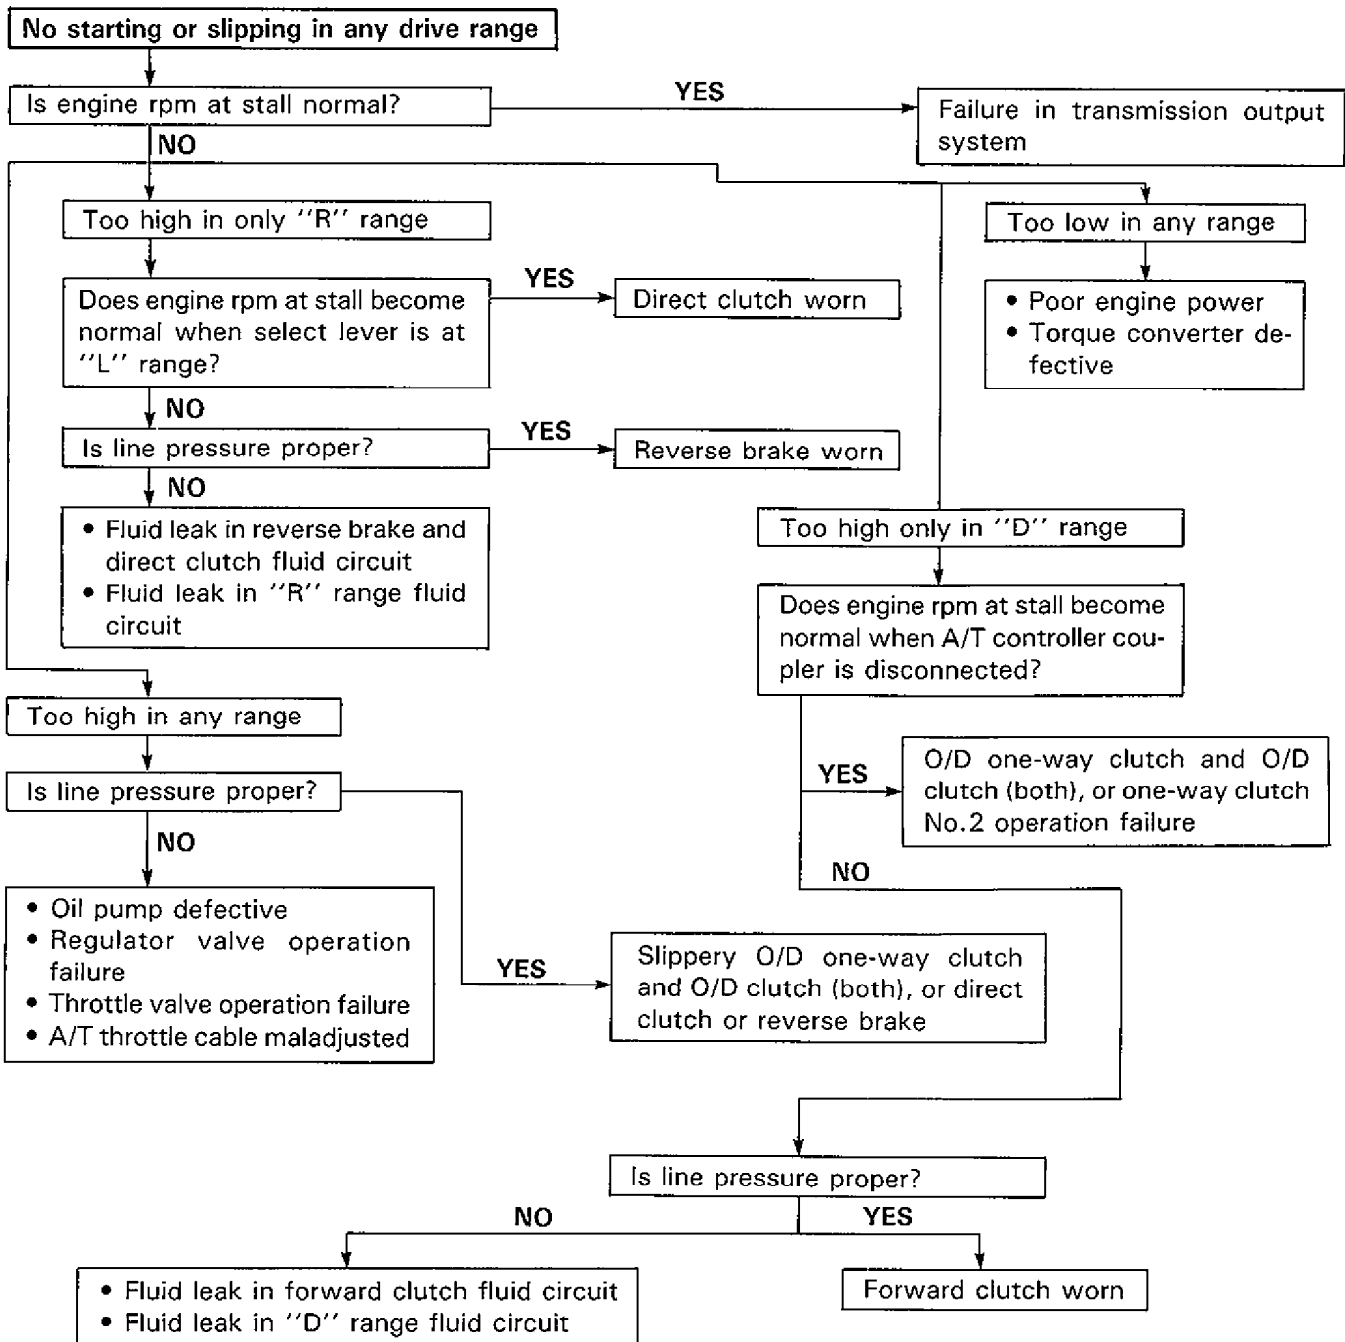 No starting or slipping in any drive range
Is engine rpm at stall normal?
YES
Failure in transmission output
system
NO
Too high in only "R" range
Too low in any range
Does engine rpm at stall become
normal when select lever is at
"L" range?
YES
Direct clutch worn
• Poor engine power
• Torque converter de-
fective
NO
Is line pressure proper?
YES
Reverse brake worn
NO
• Fluid leak in reverse brake and
direct clutch fluid circuit
• Fluid leak in "R" range fluid
circuit
Too high only in "D" range
Does engine rpm at stall become
normal when A/T controller cou-
pler is disconnected?
Too high in any range
Is line pressure proper?
YES
O/D one-way clutch and O/D
clutch (both), or one-way clutch
No.2 operation failure
NO
NO
• Oil pump defective
• Regulator valve operation
failure
• Throttle valve operation failure
• A/T throttle cable maladjusted
YES
Slippery O/D one-way clutch
and O/D clutch (both), or direct
clutch or reverse brake
Is line pressure proper?
NO
YES
• Fluid leak in forward clutch fluid circuit
• Fluid leak in "D" range fluid circuit
Forward clutch worn